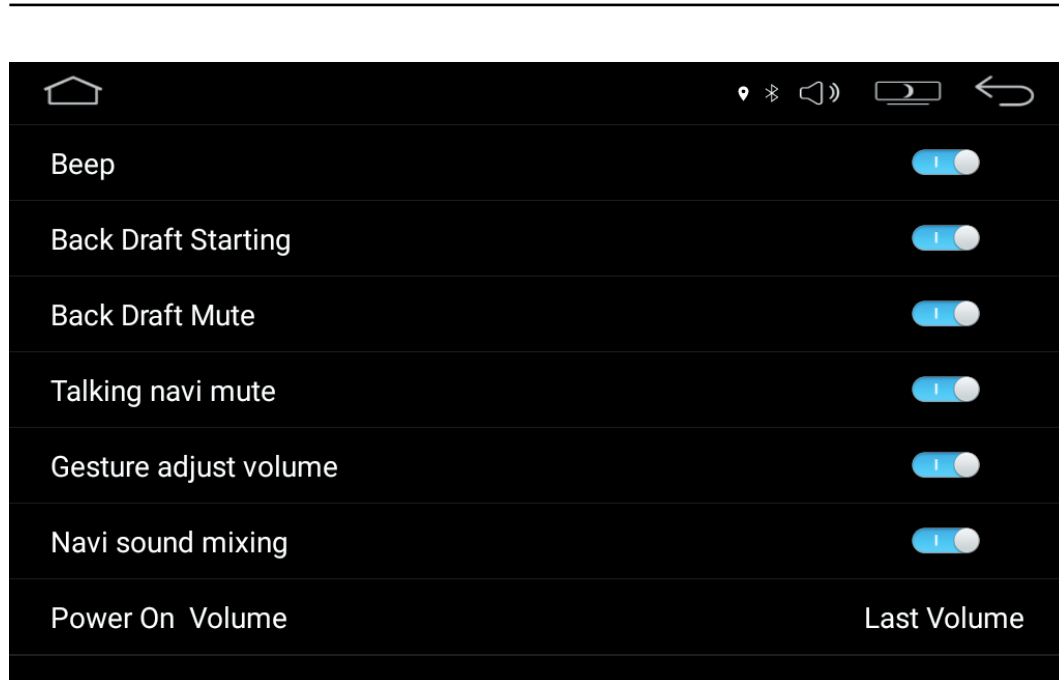 Beep
Back Draft Starting
Back Draft Mute
Talking navi mute
Gesture adjust volume
Navi sound mixing
Power On  Volume Last Volume